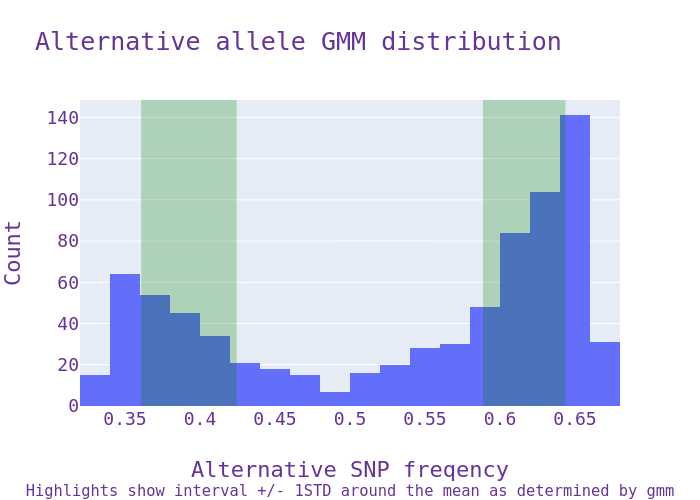 Alternative allele GMM distribution
140
120
100
80
60
40
20
0
Count
0.35 0.4 0.45 0.5 0.55 0.6 0.65
Alternative SNP freqency
Highlights show interval +/- 1STD around the mean as determined by gmm